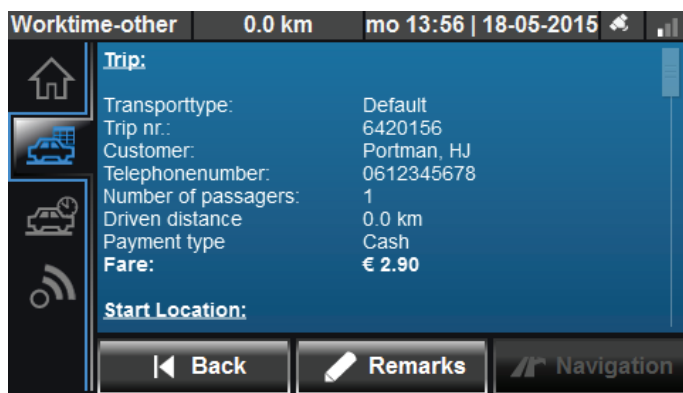 Worktime-other 0.0 km mo 13:56 | 18-05-2015
Trip:
Transporttype: Default
Trip nr.: 6420156
Customer: Portman, HJ
Telephonenumber: 0612345678
Number of passagers: 1
Driven distance 0.0 km
Payment type Cash
Fare: € 2.90
Start Location:
Back Remarks Navigation